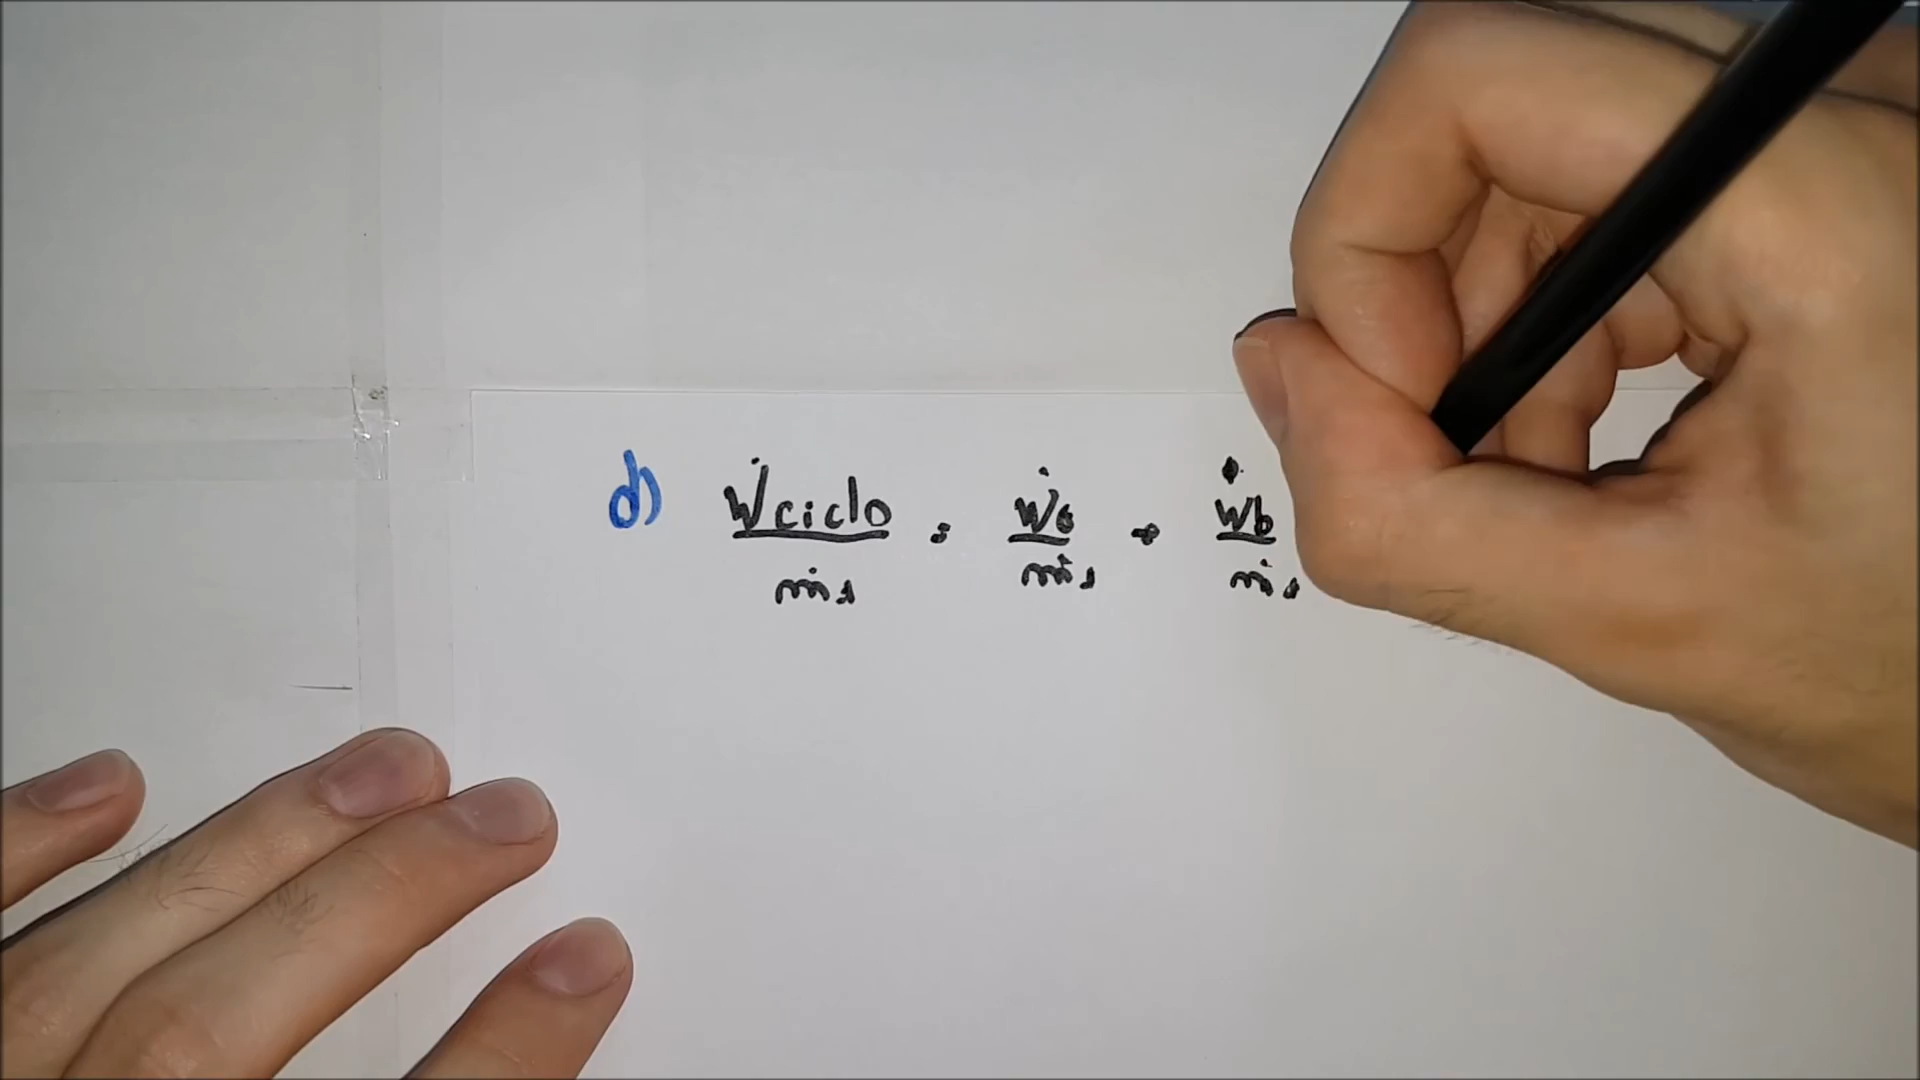 d) Ẇciclo/ṁ1 = Ẇt/ṁ1 + Ẇb/ṁ1